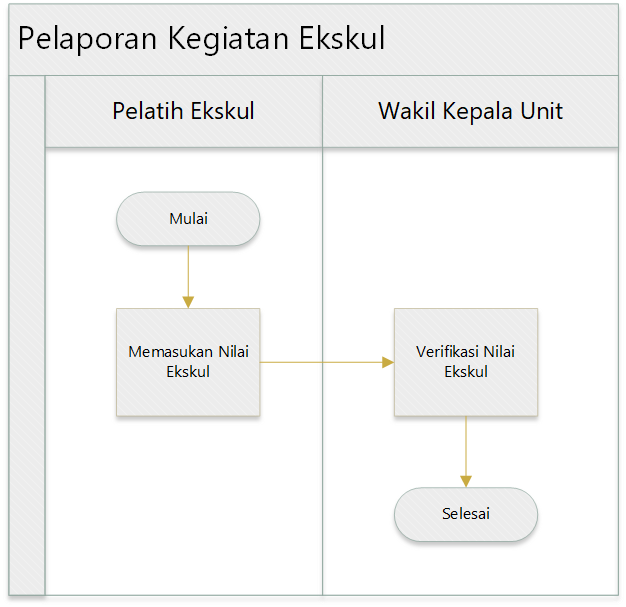 Pelaporan Kegiatan Ekskul
Pelatih Ekskul
Wakil Kepala Unit
Mulai
Memasukan Nilai
Ekskul
Verifikasi Nilai
Ekskul
Selesai